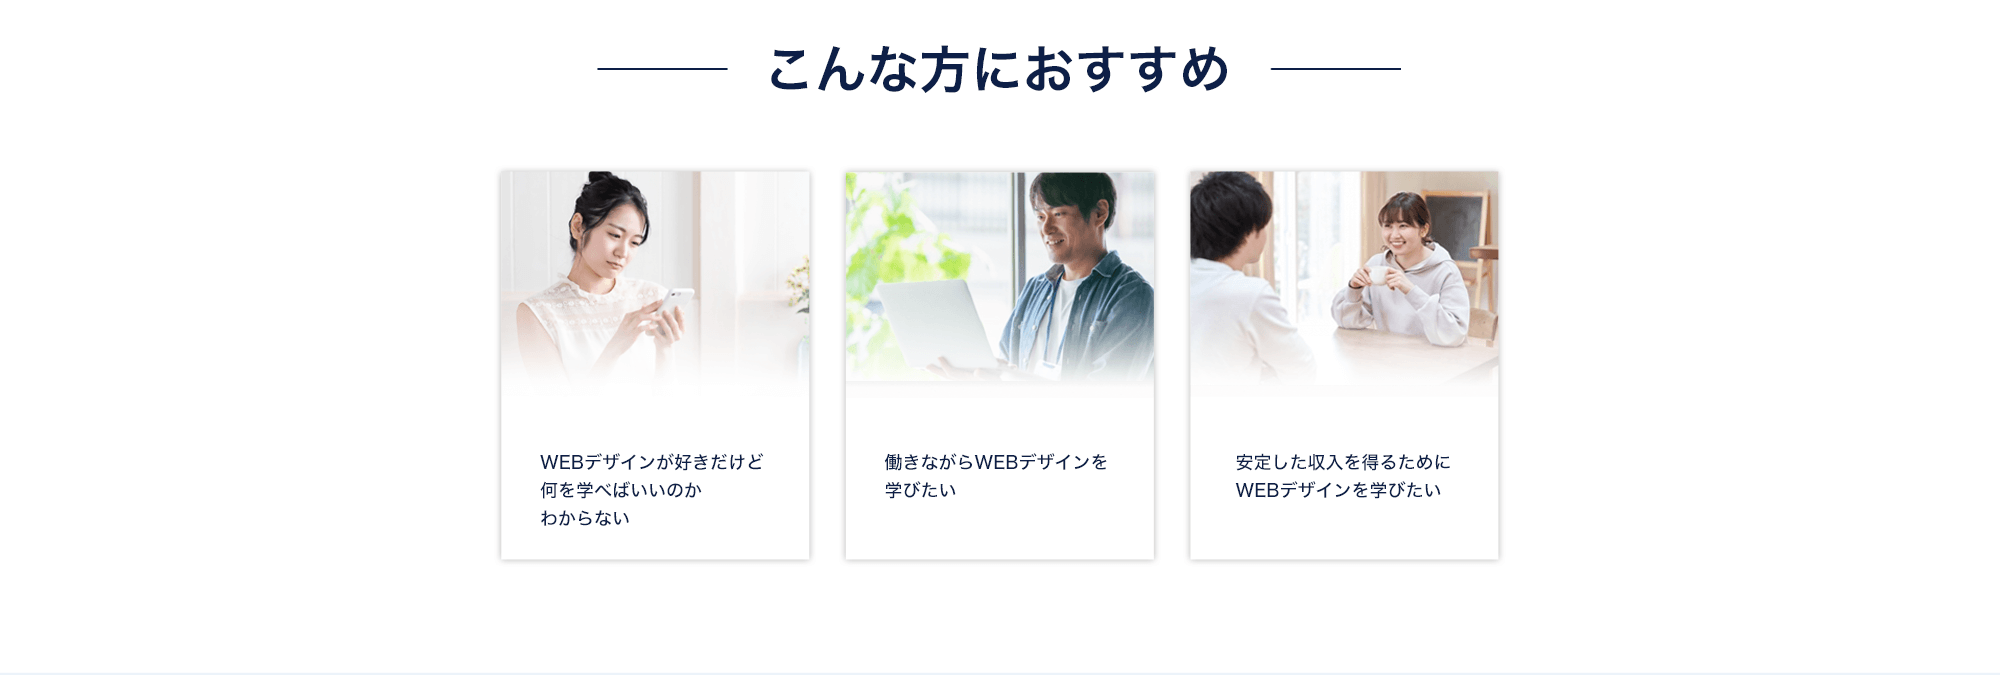 こんな方におすすめ
WEBデザインが好きだけど
何を学べばいいのか
わからない
働きながらWEBデザインを
学びたい
安定した収入を得るために
WEBデザインを学びたい